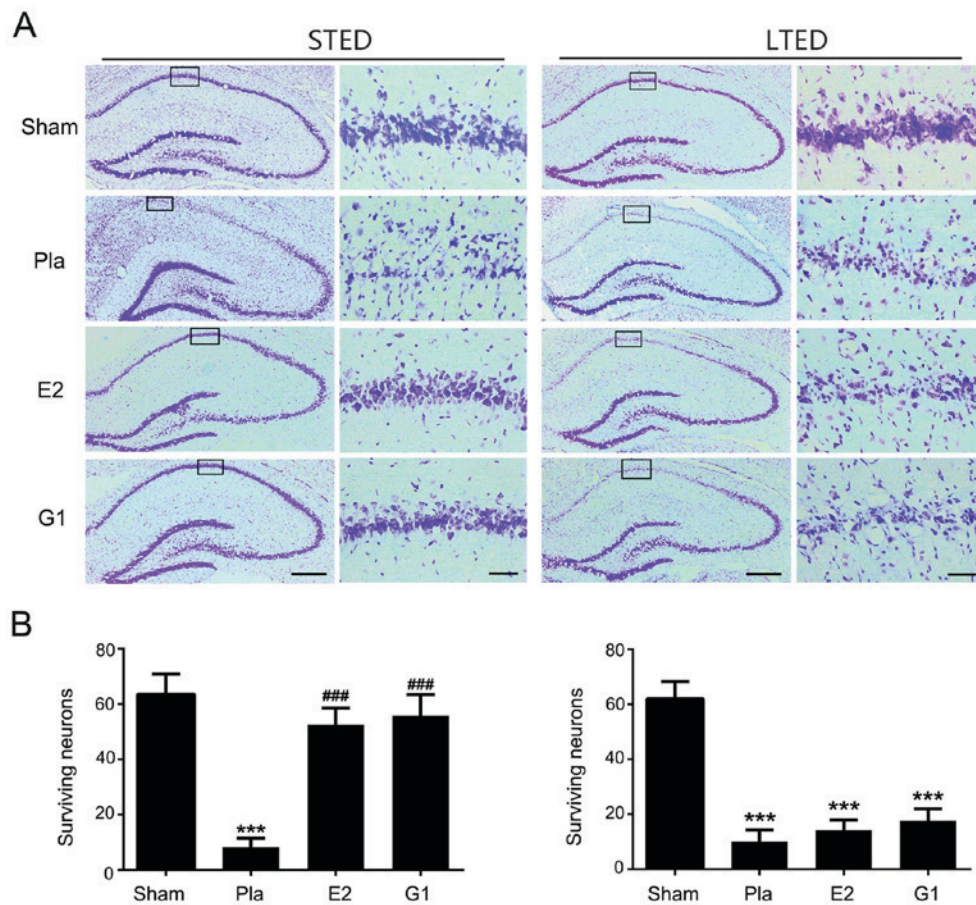 A
STED LTED
Sham
Pla
E2
G1
B
80
60
40
20
0
Surviving neurons
***
###
###
Sham Pla E2 G1
80
60
40
20
0
Surviving neurons
***
***
***
Sham Pla E2 G1